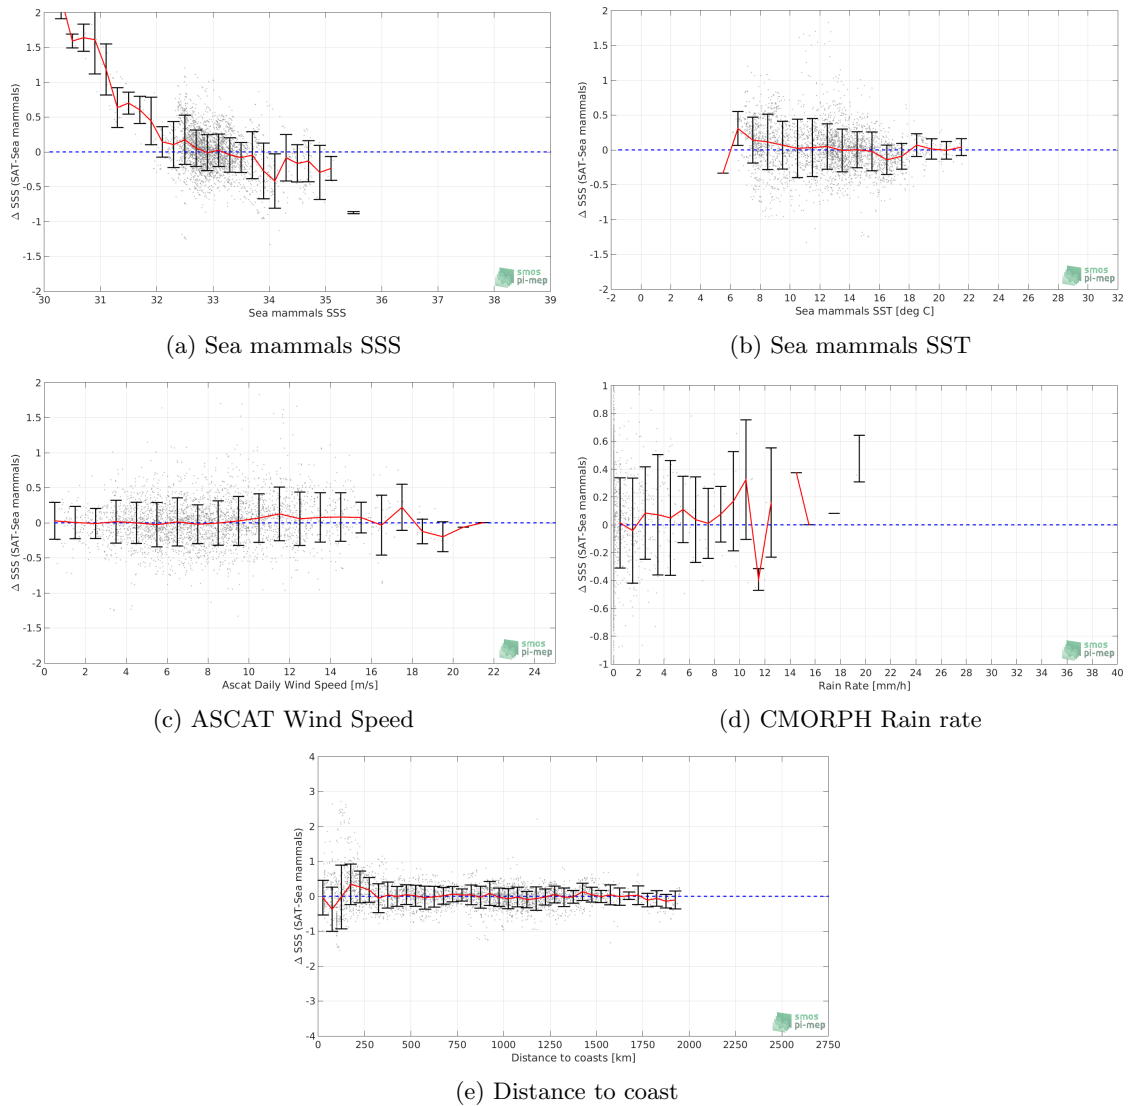 2
1.5
1
0.5
0
-0.5
-1
-1.5
-2
Δ SSS (SAT-Sea mammals)
30 31 32 33 34 35 36 37 38 39
Sea mammals SSS
smos
pi-mep
(a) Sea mammals SSS
2
1.5
1
0.5
0
-0.5
-1
-1.5
-2
Δ SSS (SAT-Sea mammals)
-2 0 2 4 6 8 10 12 14 16 18 20 22 24 26 28 30 32
Sea mammals SST [deg C]
smos
pi-mep
(b) Sea mammals SST
2
1.5
1
0.5
0
-0.5
-1
-1.5
-2
Δ SSS (SAT-Sea mammals)
0 2 4 6 8 10 12 14 16 18 20 22 24
Ascat Daily Wind Speed [m/s]
smos
pi-mep
(c) ASCAT Wind Speed
1
0.8
0.6
0.4
0.2
0
-0.2
-0.4
-0.6
-0.8
-1
Δ SSS (SAT-Sea mammals)
0 2 4 6 8 10 12 14 16 18 20 22 24 26 28 30 32 34 36 38 40
Rain Rate [mm/h]
smos
pi-mep
(d) CMORPH Rain rate
4
3
2
1
0
-1
-2
-3
-4
Δ SSS (SAT-Sea mammals)
0 250 500 750 1000 1250 1500 1750 2000 2250 2500 2750
Distance to coasts [km]
smos
pi-mep
(e) Distance to coast